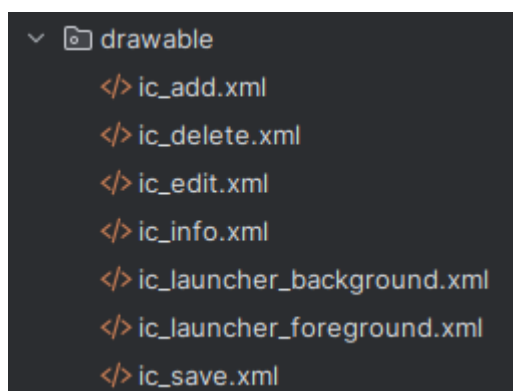 drawable
</> ic_add.xml
</> ic_delete.xml
</> ic_edit.xml
</> ic_info.xml
</> ic_launcher_background.xml
</> ic_launcher_foreground.xml
</> ic_save.xml